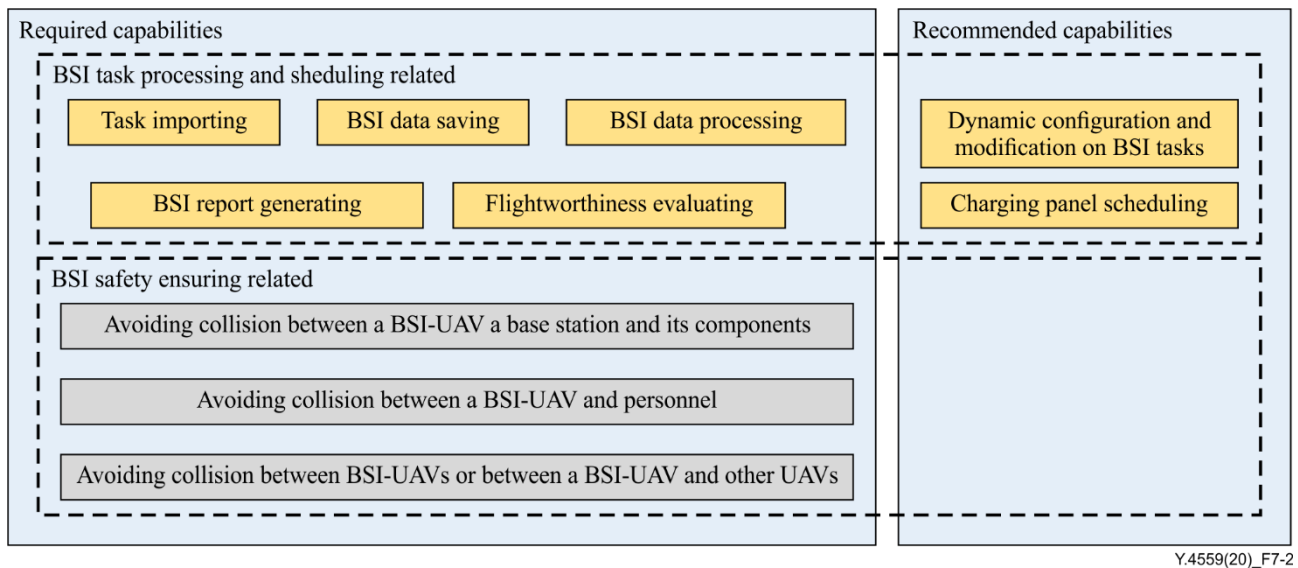 Required capabilities
Recommended capabilities
BSI task processing and sheduling related
Task importing
BSI data saving
BSI data processing
Dynamic configuration and
modification on BSI tasks
BSI report generating
Flightworthiness evaluating
Charging panel scheduling
BSI safety ensuring related
Avoiding collision between a BSI-UAV a base station and its components
Avoiding collision between a BSI-UAV and personnel
Avoiding collision between BSI-UAVs or between a BSI-UAV and other UAVs
Y.4559(20)_F7-2